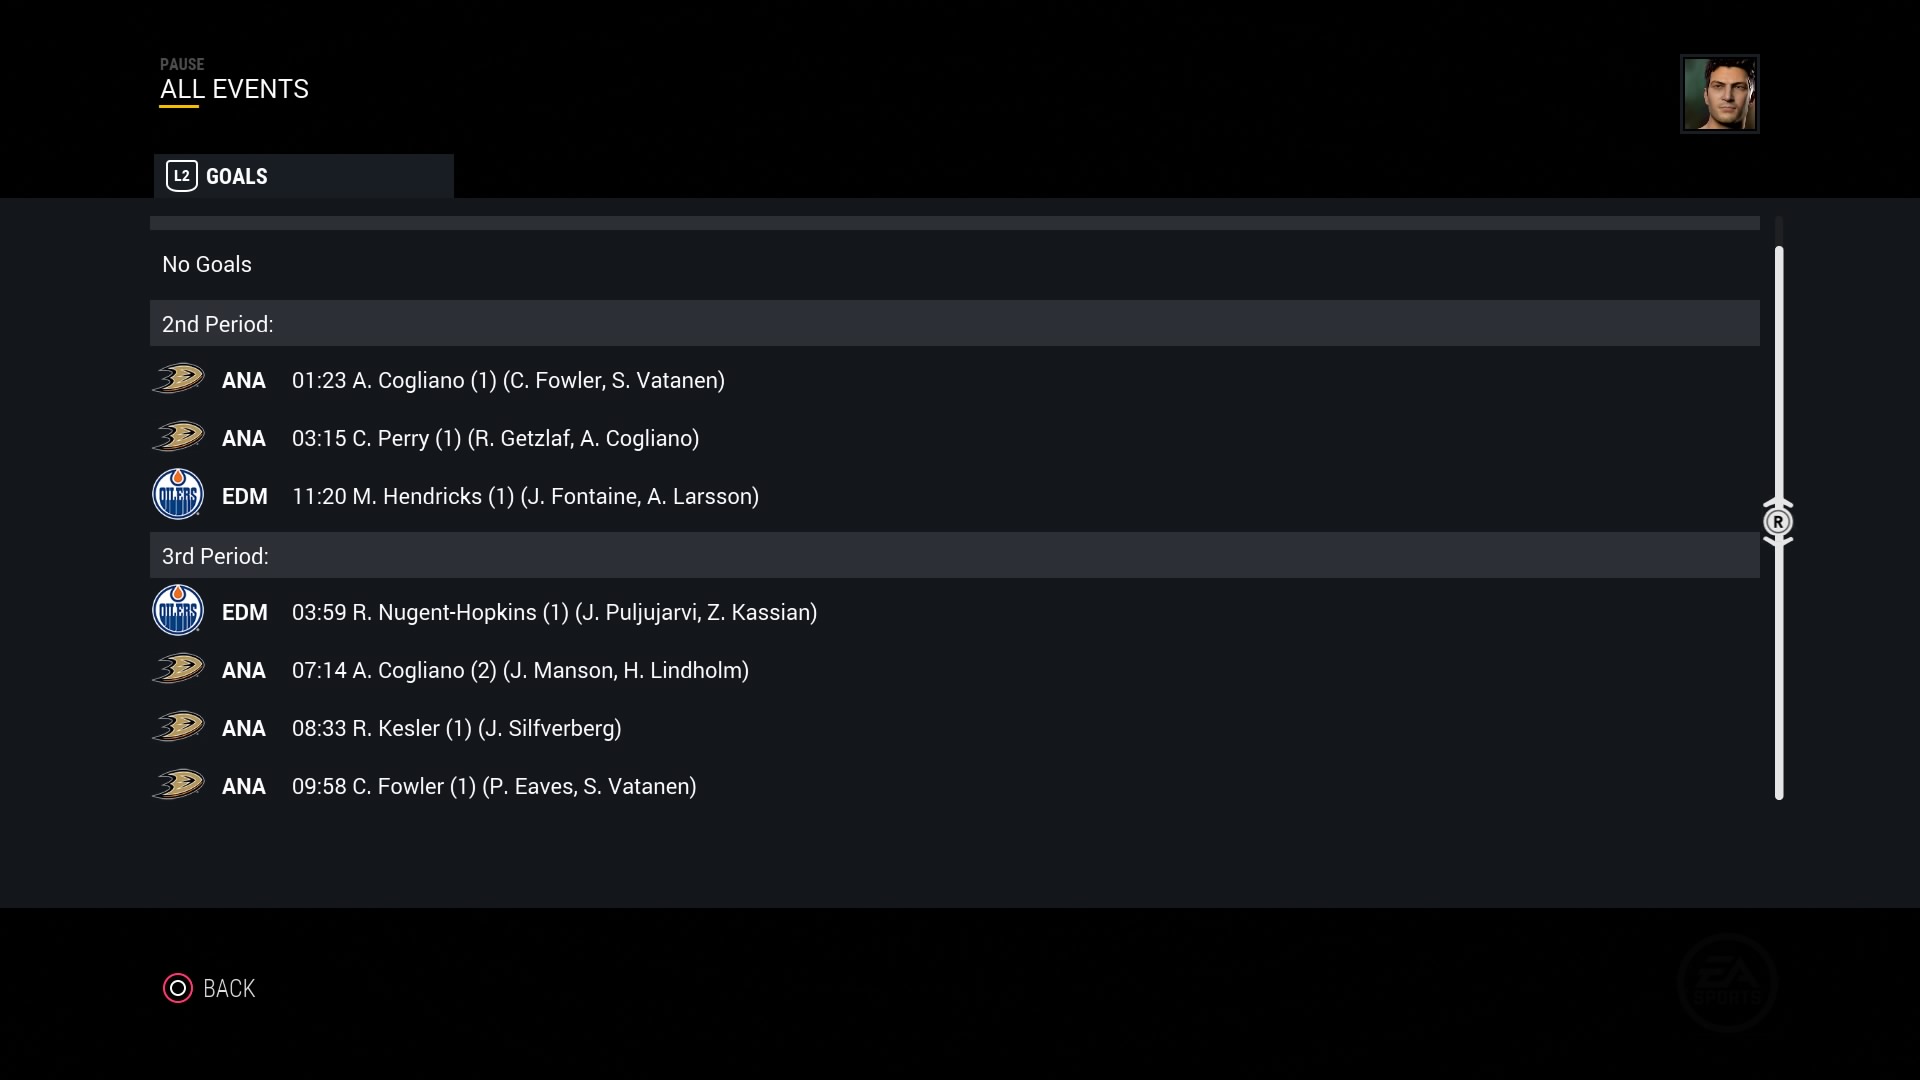 PAUSE
ALL EVENTS
L2 GOALS
No Goals
2nd Period:
ANA 01:23 A. Cogliano (1) (C. Fowler, S. Vatanen)
ANA 03:15 C. Perry (1) (R. Getzlaf, A. Cogliano)
OILERS EDM 11:20 M. Hendricks (1) (J. Fontaine, A. Larsson)
R
3rd Period:
OILERS EDM 03:59 R. Nugent-Hopkins (1) (J. Puljujarvi, Z. Kassian)
ANA 07:14 A. Cogliano (2) (J. Manson, H. Lindholm)
ANA 08:33 R. Kesler (1) (J. Silfverberg)
ANA 09:58 C. Fowler (1) (P. Eaves, S. Vatanen)
BACK
EA
SPORTS